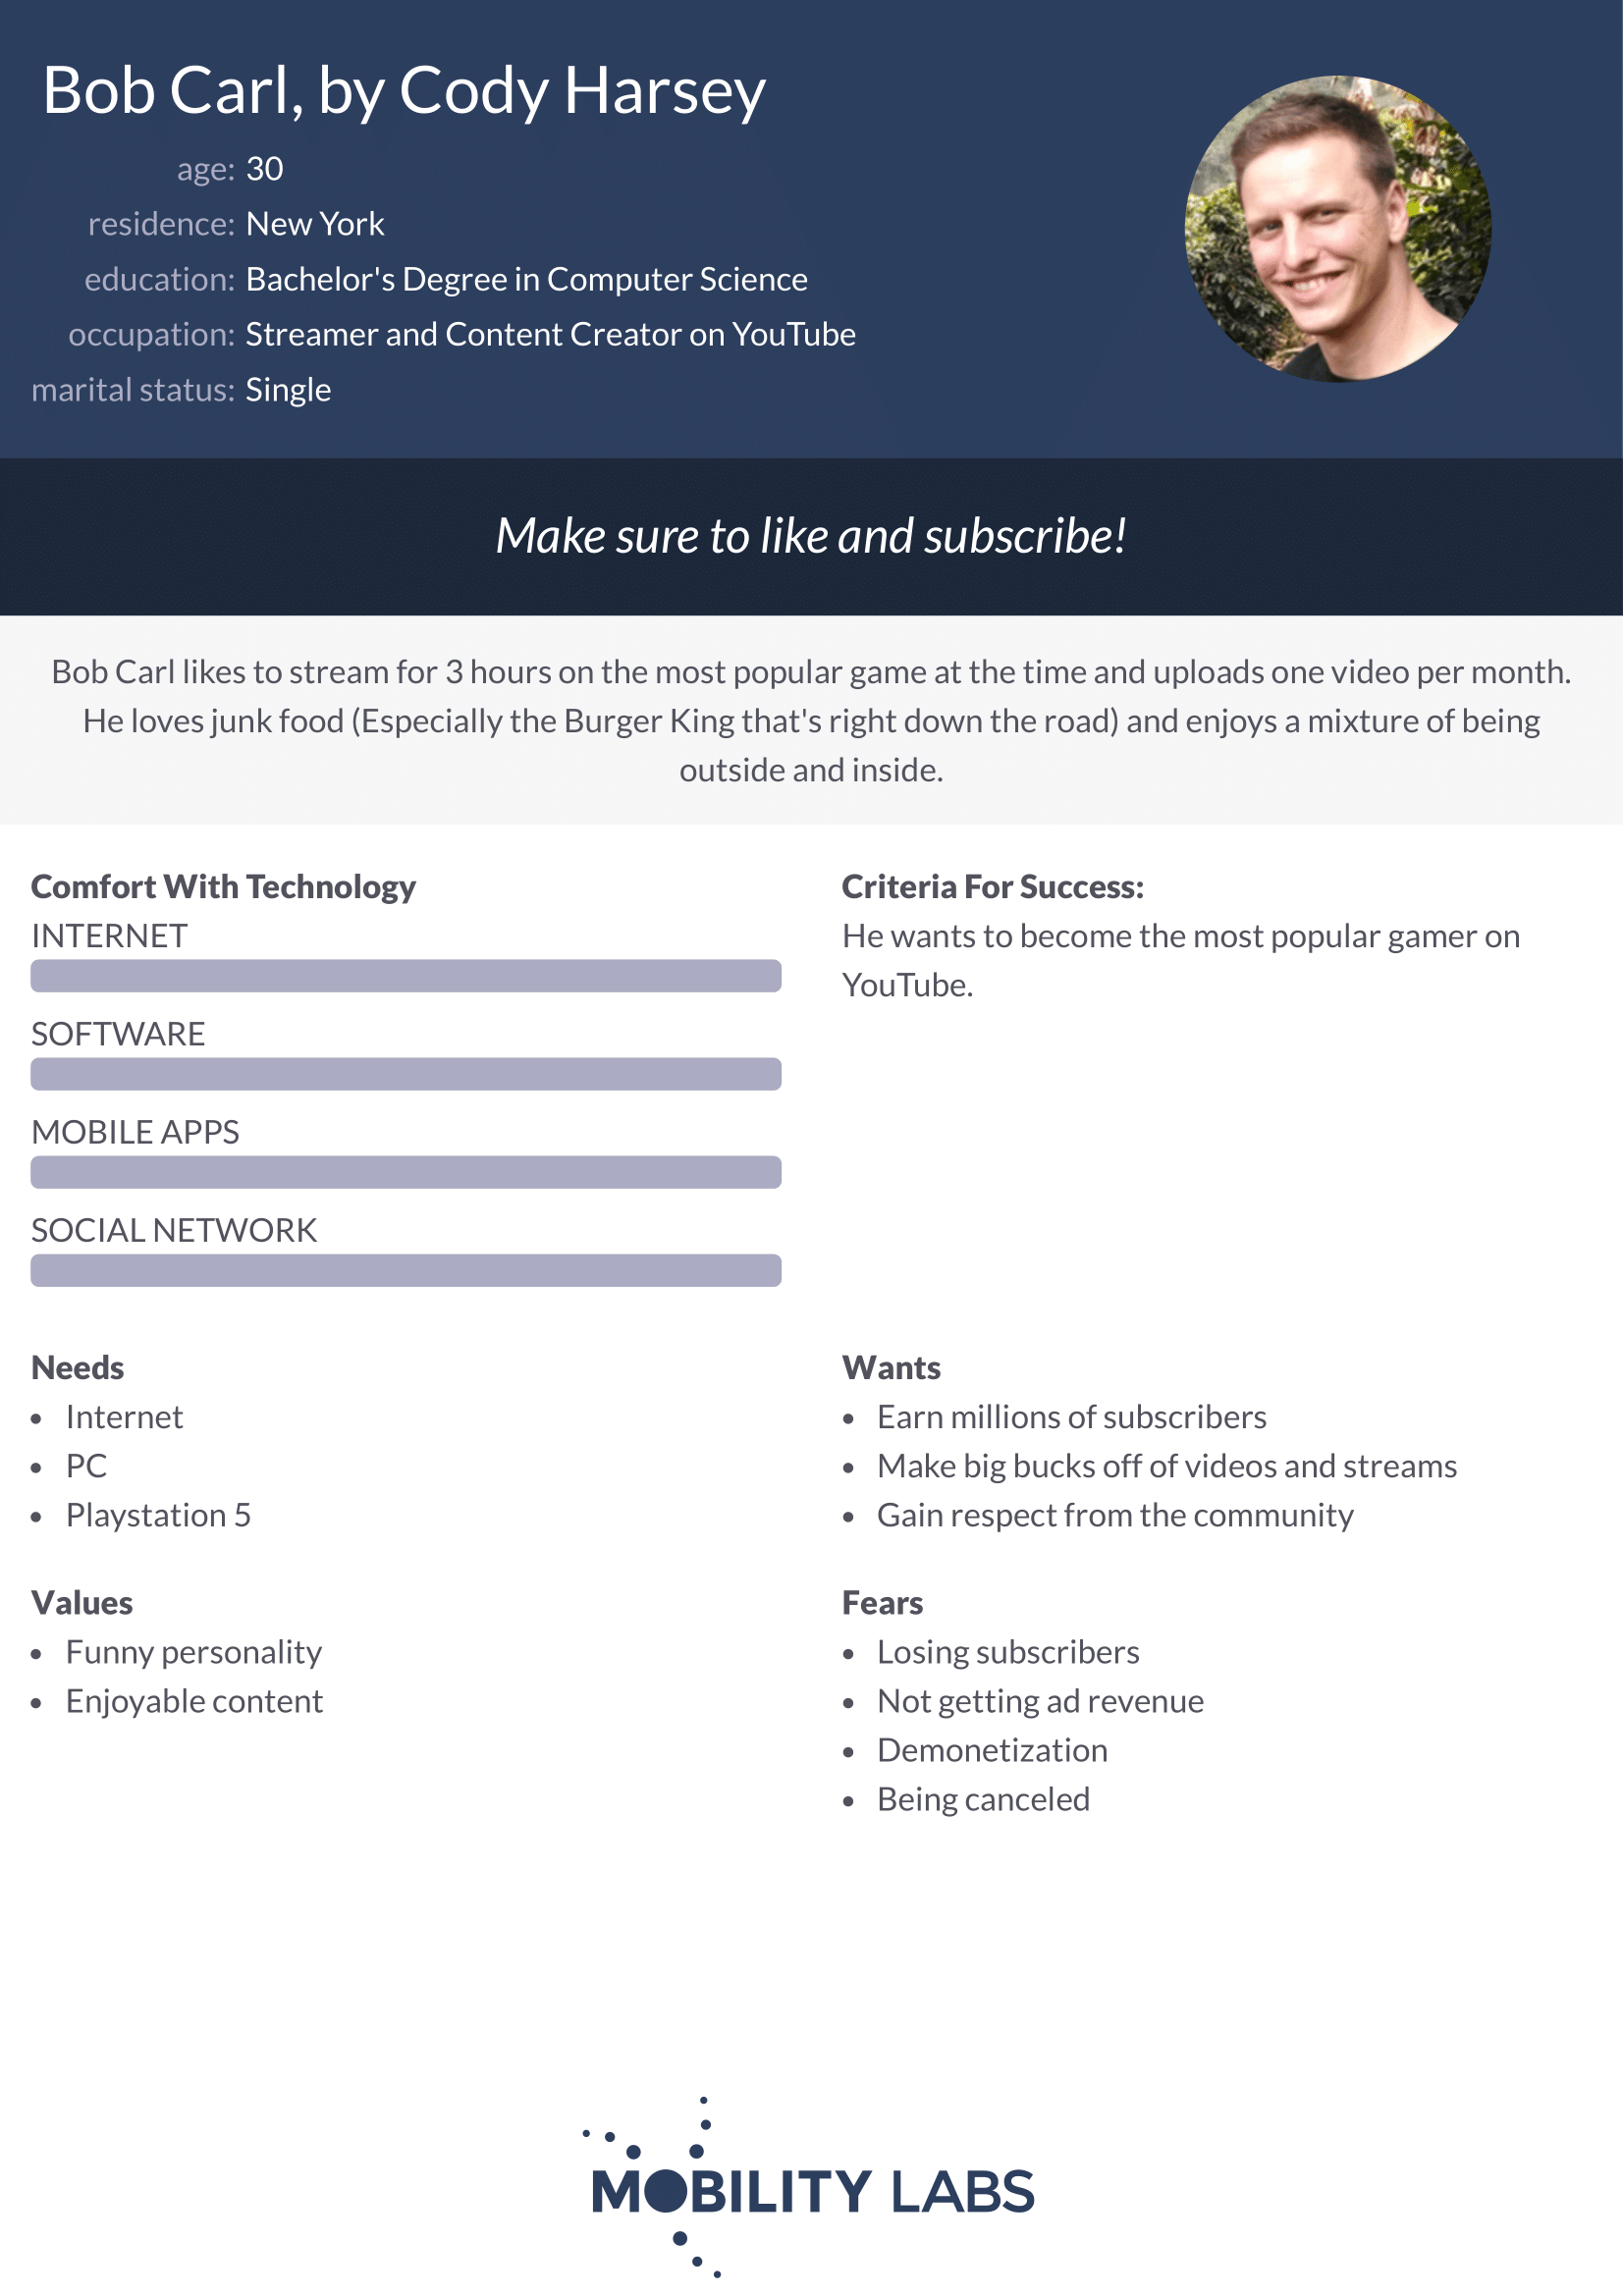 Bob Carl, by Cody Harsey
age: 30
residence: New York
education: Bachelor's Degree in Computer Science
occupation: Streamer and Content Creator on YouTube
marital status: Single
Make sure to like and subscribe!
Bob Carl likes to stream for 3 hours on the most popular game at the time and uploads one video per month.
He loves junk food (Especially the Burger King that's right down the road) and enjoys a mixture of being
outside and inside.
Comfort With Technology
INTERNET
SOFTWARE
MOBILE APPS
SOCIAL NETWORK
Criteria For Success:
He wants to become the most popular gamer on
YouTube.
Needs
• Internet
• PC
• Playstation 5
Wants
• Earn millions of subscribers
• Make big bucks off of videos and streams
• Gain respect from the community
Values
• Funny personality
• Enjoyable content
Fears
• Losing subscribers
• Not getting ad revenue
• Demonetization
• Being canceled
MOBILITY LABS